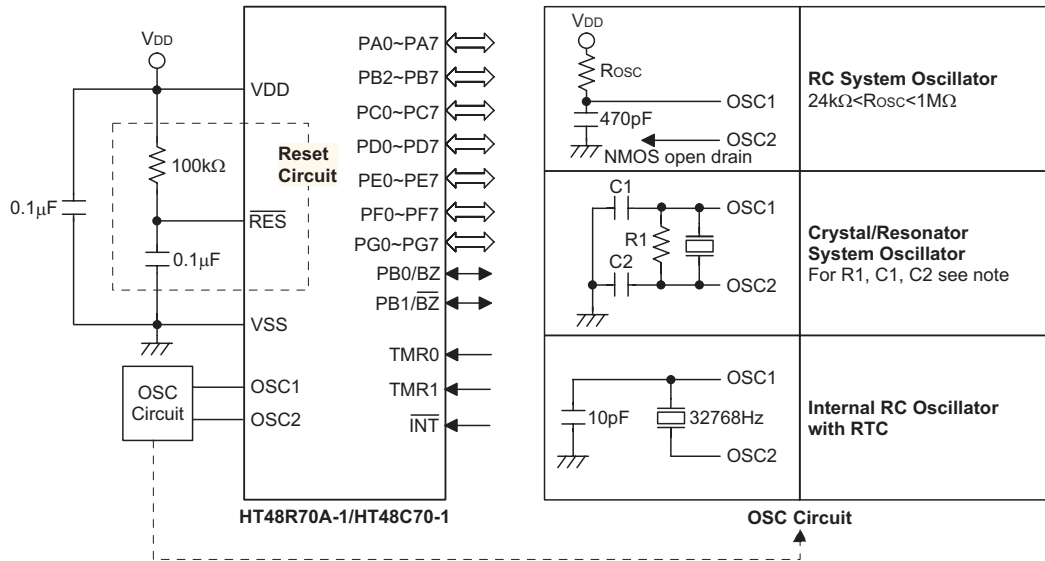 VDD
VDD
100kΩ
Reset
Circuit
0.1μF
RES
0.1μF
VSS
OSC
Circuit
OSC1
OSC2
PA0~PA7
PB2~PB7
PC0~PC7
PD0~PD7
PE0~PE7
PF0~PF7
PG0~PG7
PB0/BZ
PB1/B̅Z̅
TMR0
TMR1
I̅N̅T̅
HT48R70A-1/HT48C70-1
VDD
ROSC
OSC1
470pF
OSC2
NMOS open drain
RC System Oscillator
24kΩ<ROSC<1MΩ
C1
OSC1
R1
C2
OSC2
Crystal/Resonator
System Oscillator
For R1, C1, C2 see note
OSC1
10pF
32768Hz
OSC2
Internal RC Oscillator
with RTC
OSC Circuit